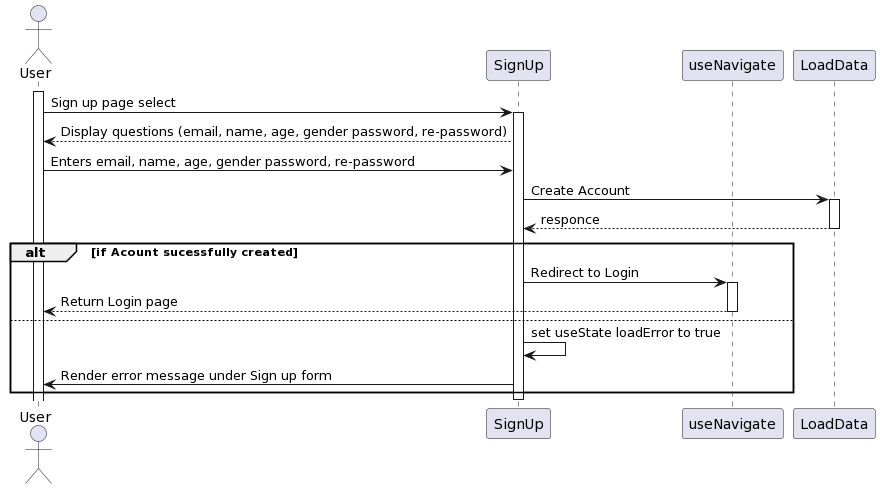 User
SignUp
useNavigate
LoadData
Sign up page select
Display questions (email, name, age, gender password, re-password)
Enters email, name, age, gender password, re-password
Create Account
responce
alt
[if Acount sucessfully created]
Redirect to Login
Return Login page
set useState loadError to true
Render error message under Sign up form
User
SignUp
useNavigate
LoadData